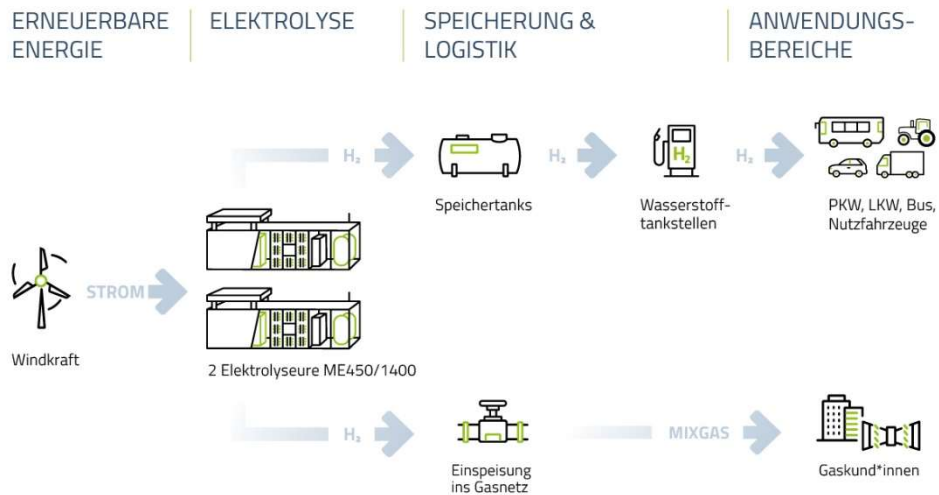 ERNEUERBARE
ENERGIE
ELEKTROLYSE
SPEICHERUNG &
LOGISTIK
ANWENDUNGS-
BEREICHE
H₂
H₂
H₂
H₂
Speichertanks
Wasserstoff-
tankstellen
PKW, LKW, Bus,
Nutzfahrzeuge
STROM
Windkraft
2 Elektrolyseure ME450/1400
H₂
MIXGAS
Einspeisung
ins Gasnetz
Gaskund*innen